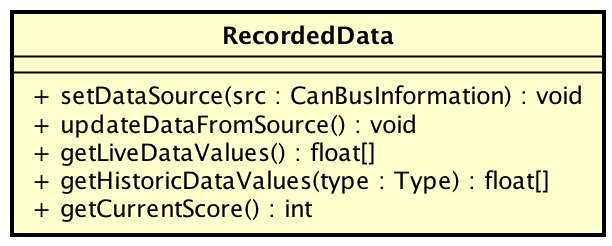 RecordedData
+ setDataSource(src : CanBusInformation) : void
+ updateDataFromSource() : void
+ getLiveDataValues() : float[]
+ getHistoricDataValues(type : Type) : float[]
+ getCurrentScore() : int